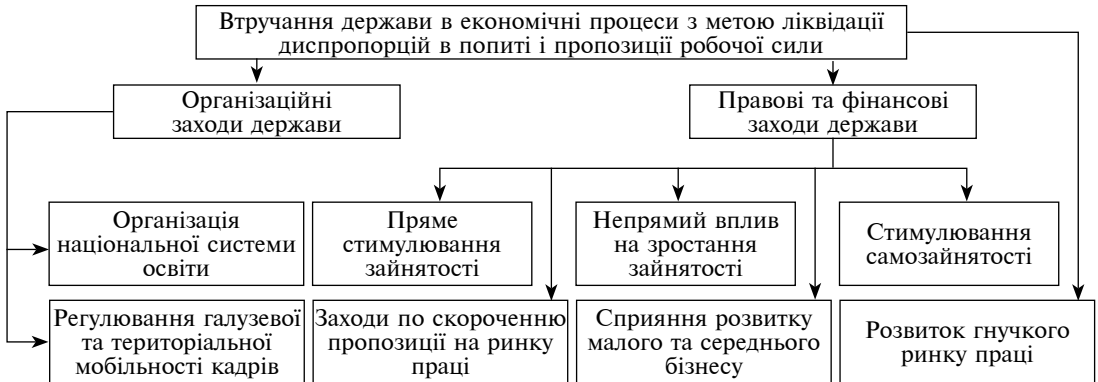 Втручання держави в економічні процеси з метою ліквідації
диспропорцій в попиті і пропозиції робочої сили
Організаційні
заходи держави
Правові та фінансові
заходи держави
Організація
національної системи
освіти
Пряме
стимулювання
зайнятості
Непрямий вплив
на зростання
зайнятості
Стимулювання
самозайнятості
Регулювання галузевої
та територіальної
мобільності кадрів
Заходи по скороченню
пропозиції на ринку
праці
Сприяння розвитку
малого та середнього
бізнесу
Розвиток гнучкого
ринку праці